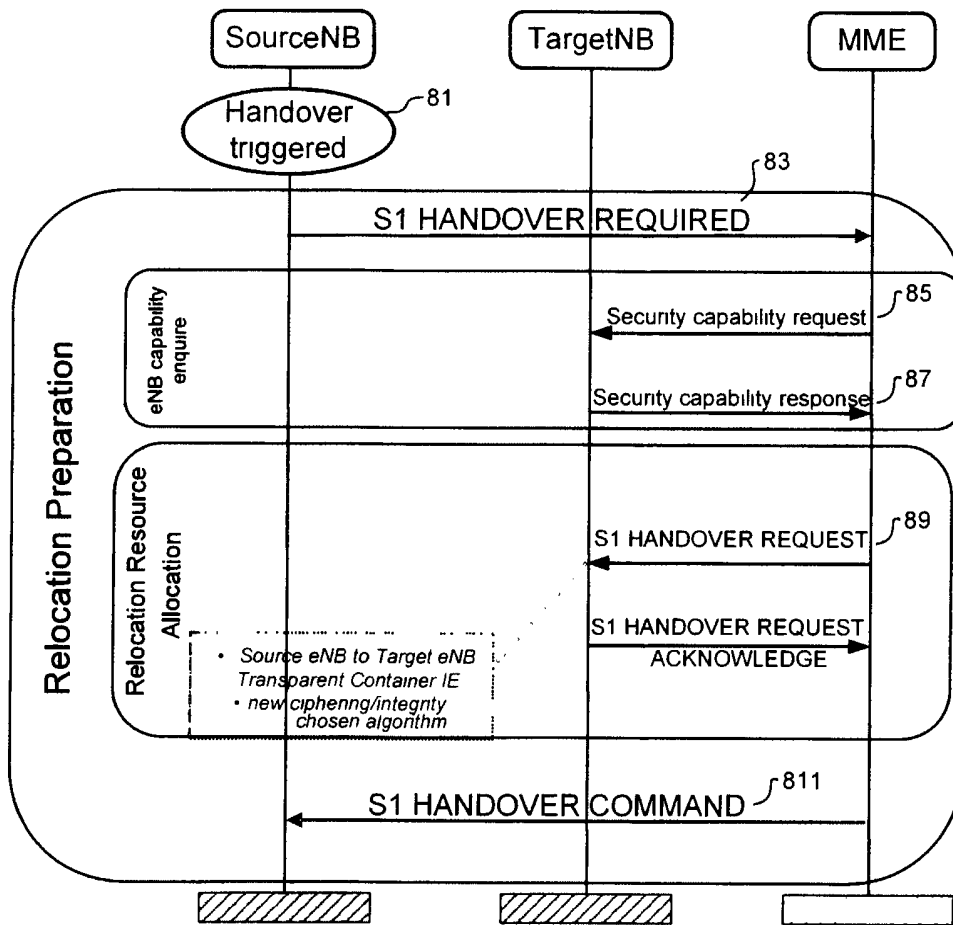 SourceNB
TargetNB
MME
Handover
triggered
81
83
S1 HANDOVER REQUIRED
Relocation Preparation
eNB capability
enquire
85
Security capability request
87
Security capability response
Relocation Resource
Allocation
89
S1 HANDOVER REQUEST
S1 HANDOVER REQUEST
ACKNOWLEDGE
• Source eNB to Target eNB
Transparent Container IE
• new ciphering/integrity
chosen algorithm
811
S1 HANDOVER COMMAND